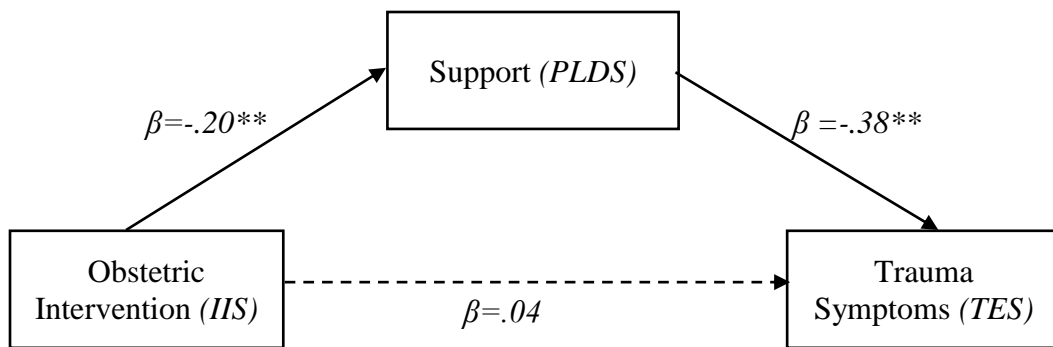 Support (PLDS)
β=-.20**
β =-.38**
Obstetric
Intervention (IIS)
β=.04
Trauma
Symptoms (TES)